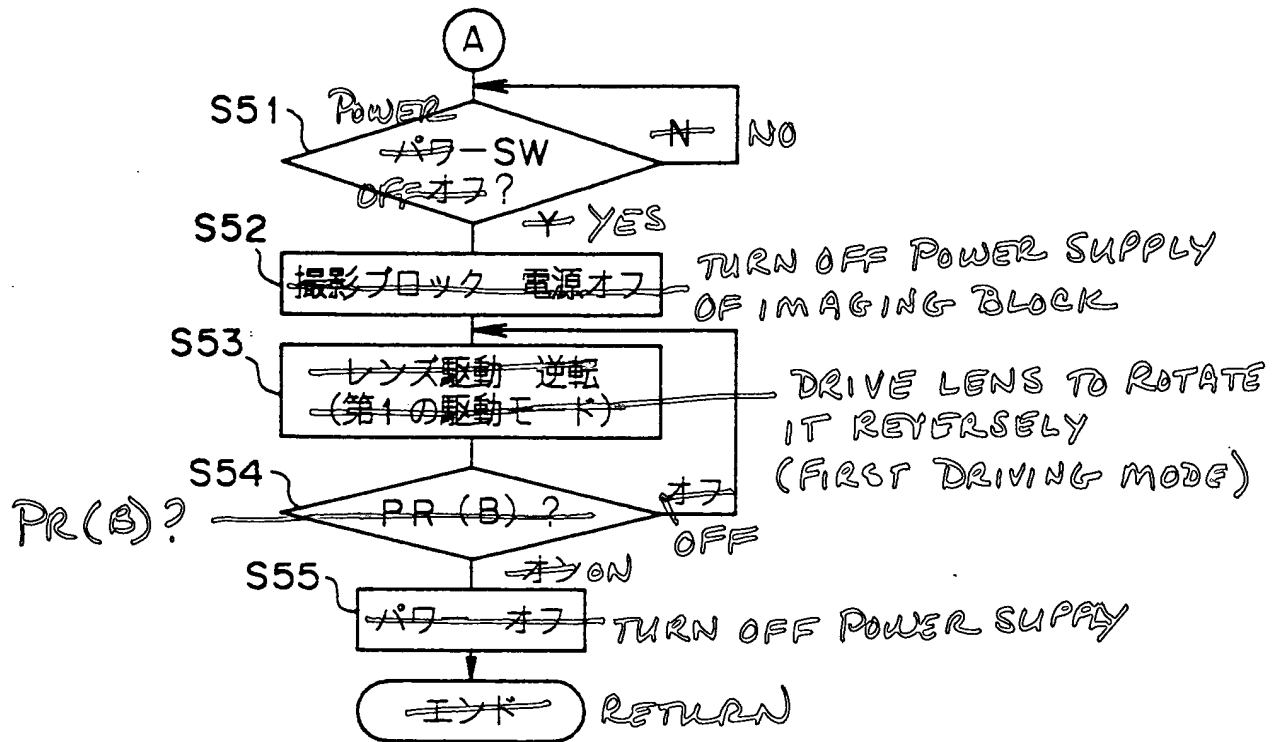 A
S51
POWER
パワーSW
OFF オフ?
N NO
Y YES
S52
撮影ブロック 電源オフ
TURN OFF POWER SUPPLY
OF IMAGING BLOCK
S53
レンズ駆動 逆転
(第1の駆動モード)
DRIVE LENS TO ROTATE
IT REVERSELY
(FIRST DRIVING MODE)
S54
PR(B)?
PR (B) ?
オフ
OFF
オン ON
S55
パワー オフ
TURN OFF POWER SUPPLY
エンド
RETURN